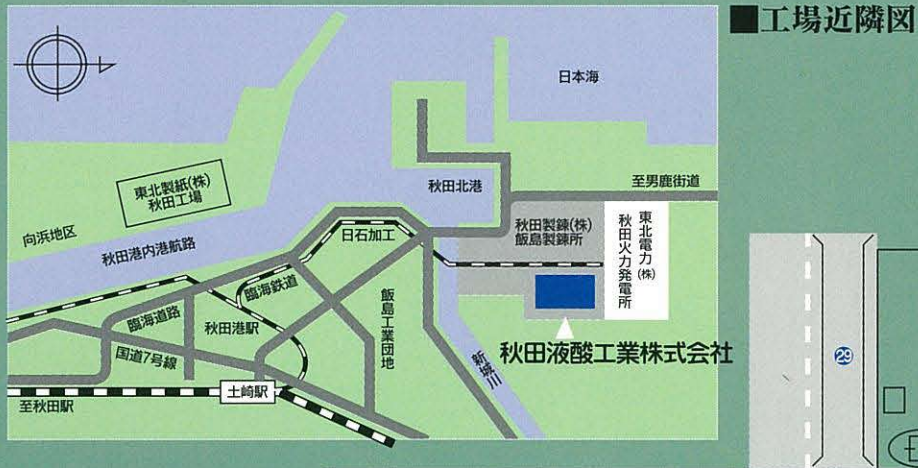 ■工場近隣図
日本海
東北製紙(株)
秋田工場
秋田北港
至男鹿街道
向浜地区
秋田港内港航路
日石加工
秋田製錬(株)
飯島製錬所
東北電力(株)
秋田火力発電所
臨海鉄道
臨海道路
秋田港駅
飯島工業団地
国道7号線
新城川
秋田液酸工業株式会社
土崎駅
至秋田駅
29